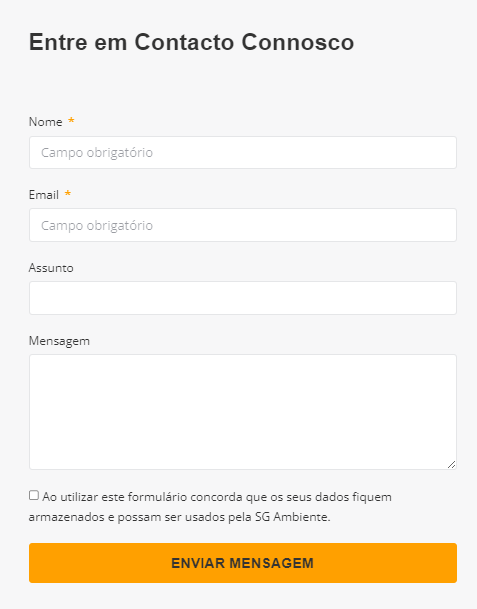 Entre em Contacto Connosco
Nome *
Campo obrigatório
Email *
Campo obrigatório
Assunto
Mensagem
Ao utilizar este formulário concorda que os seus dados fiquem
armazenados e possam ser usados pela SG Ambiente.
ENVIAR MENSAGEM